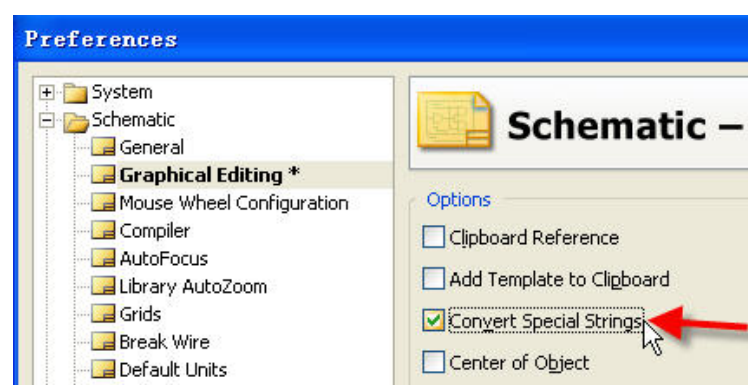 Preferences
System
Schematic
General
Graphical Editing *
Mouse Wheel Configuration
Compiler
AutoFocus
Library AutoZoom
Grids
Break Wire
Default Units
Schematic –
Options
Clipboard Reference
Add Template to Clipboard
Convert Special Strings
Center of Object